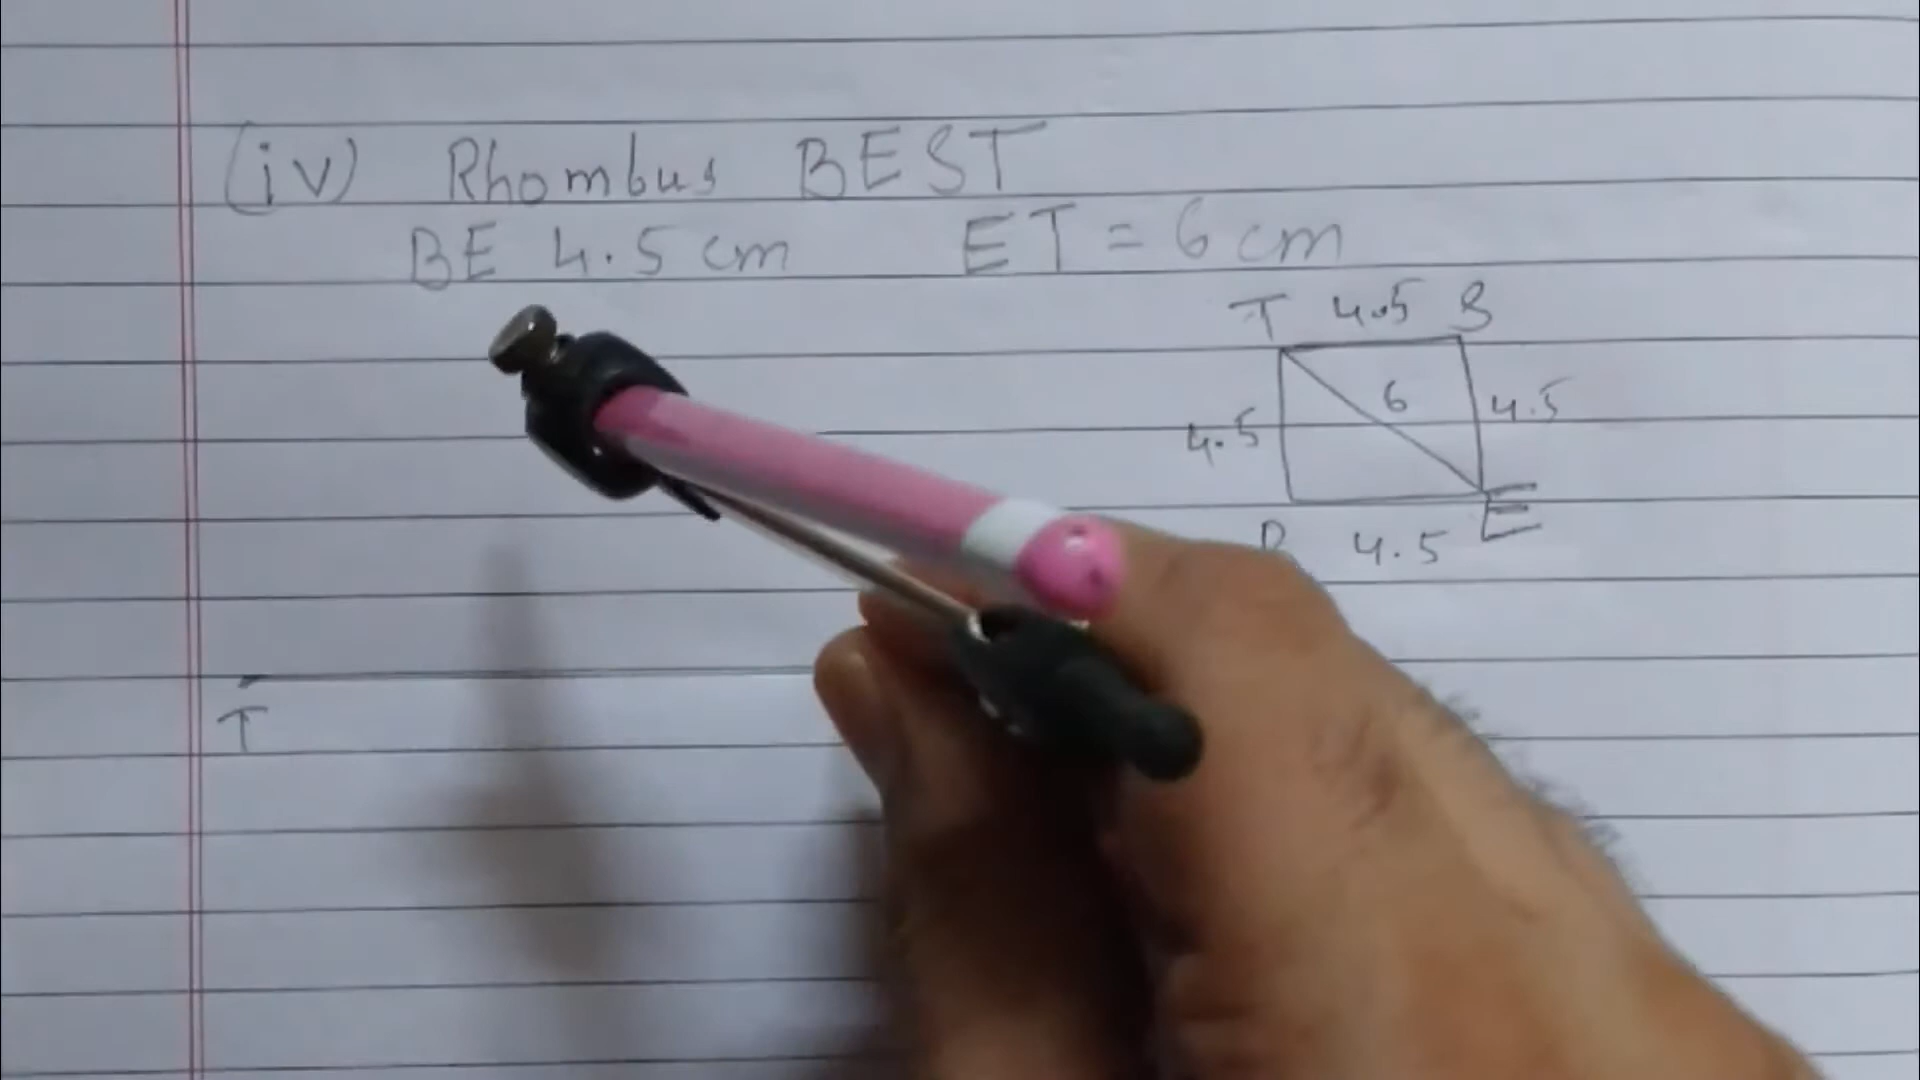 (iv) Rhombus BEST
BE 4.5 cm ET = 6 cm
T 4.5 S
6
4.5 4.5
4.5 E
T